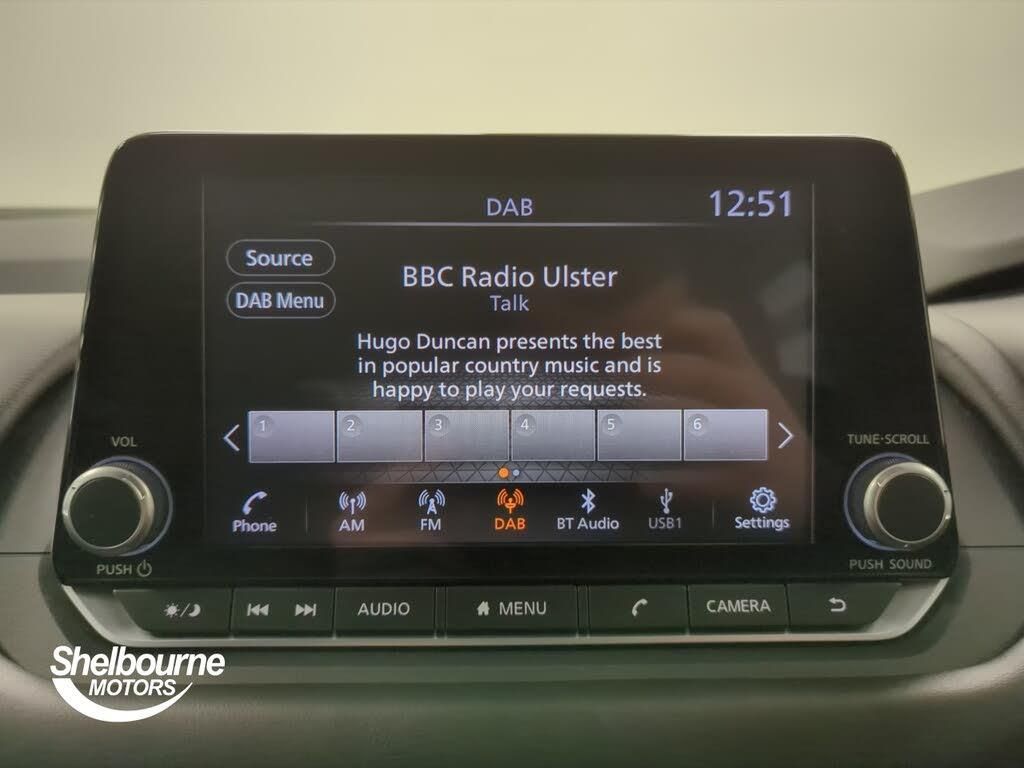 DAB
12:51
Source
DAB Menu
BBC Radio Ulster
Talk
Hugo Duncan presents the best
in popular country music and is
happy to play your requests.
1 2 3 4 5 6
VOL
TUNE·SCROLL
Phone AM FM DAB BT Audio USB1 Settings
PUSH
PUSH SOUND
AUDIO MENU CAMERA
Shelbourne
MOTORS